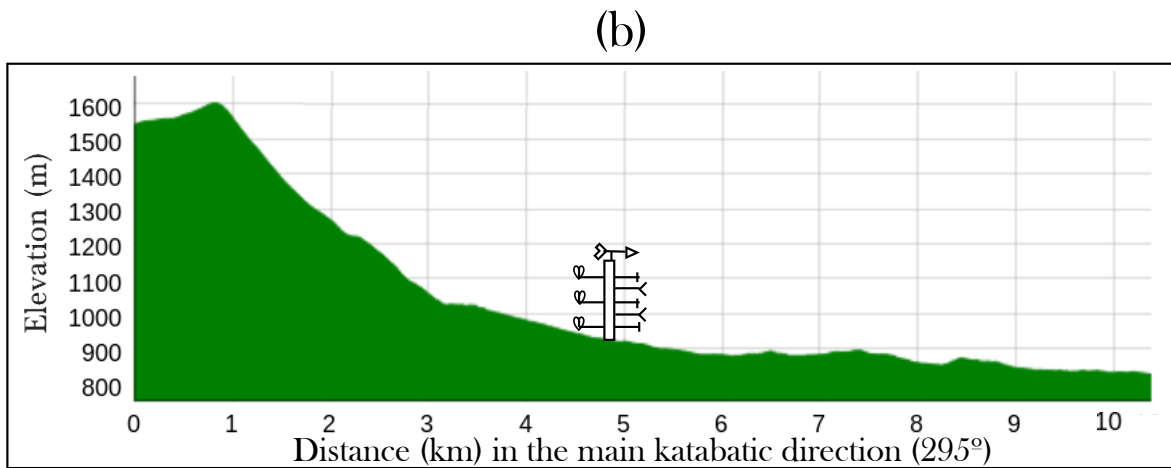 (b)
Elevation (m)
1600
1500
1400
1300
1200
1100
1000
900
800
0 1 2 3 4 5 6 7 8 9 10
Distance (km) in the main katabatic direction (295º)